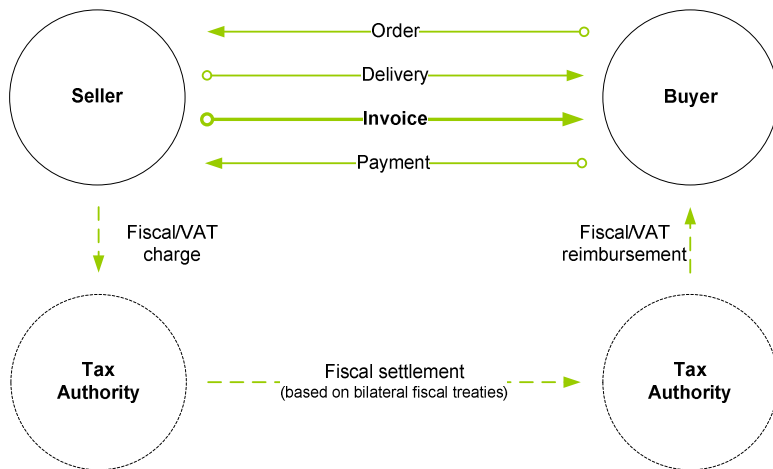 Order
Delivery
Seller
Buyer
Invoice
Payment
Fiscal/VAT
charge
Fiscal/VAT
reimbursement
Tax
Authority
Fiscal settlement
(based on bilateral fiscal treaties)
Tax
Authority